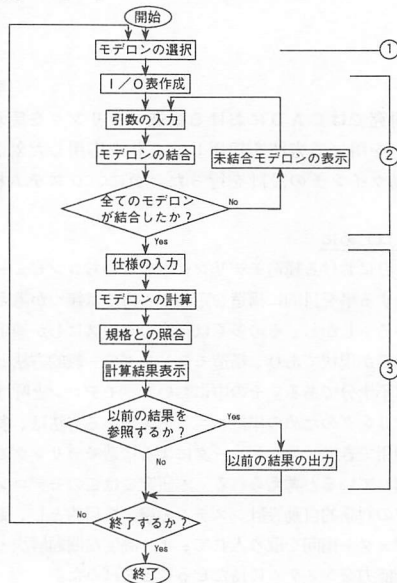 開始
モデロンの選択
①
I/O表作成
引数の入力
モデロンの結合
未結合モデロンの表示
②
全てのモデロン
が結合したか?
No
Yes
仕様の入力
モデロンの計算
規格との照合
計算結果表示
③
以前の結果を
参照するか?
Yes
No
以前の結果の出力
終了するか?
No
Yes
終了